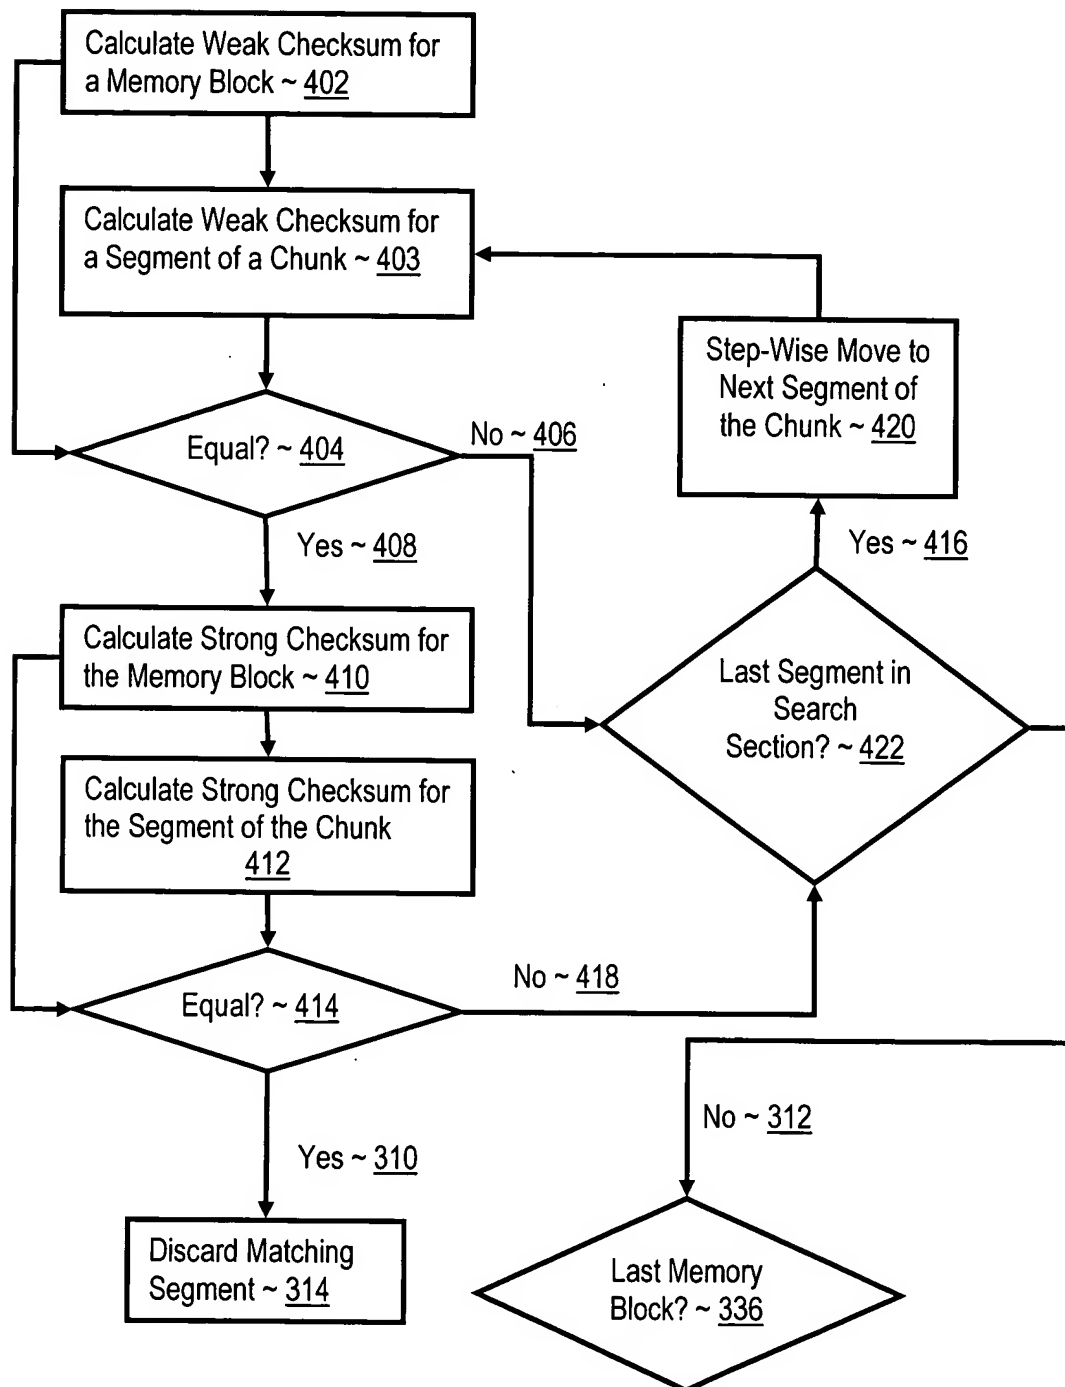 Calculate Weak Checksum for
a Memory Block ~ 402
Calculate Weak Checksum for
a Segment of a Chunk ~ 403
Equal? ~ 404
No ~ 406
Step-Wise Move to
Next Segment of
the Chunk ~ 420
Yes ~ 408
Yes ~ 416
Calculate Strong Checksum for
the Memory Block ~ 410
Last Segment in
Search
Section? ~ 422
Calculate Strong Checksum for
the Segment of the Chunk
412
Equal? ~ 414
No ~ 418
No ~ 312
Yes ~ 310
Discard Matching
Segment ~ 314
Last Memory
Block? ~ 336